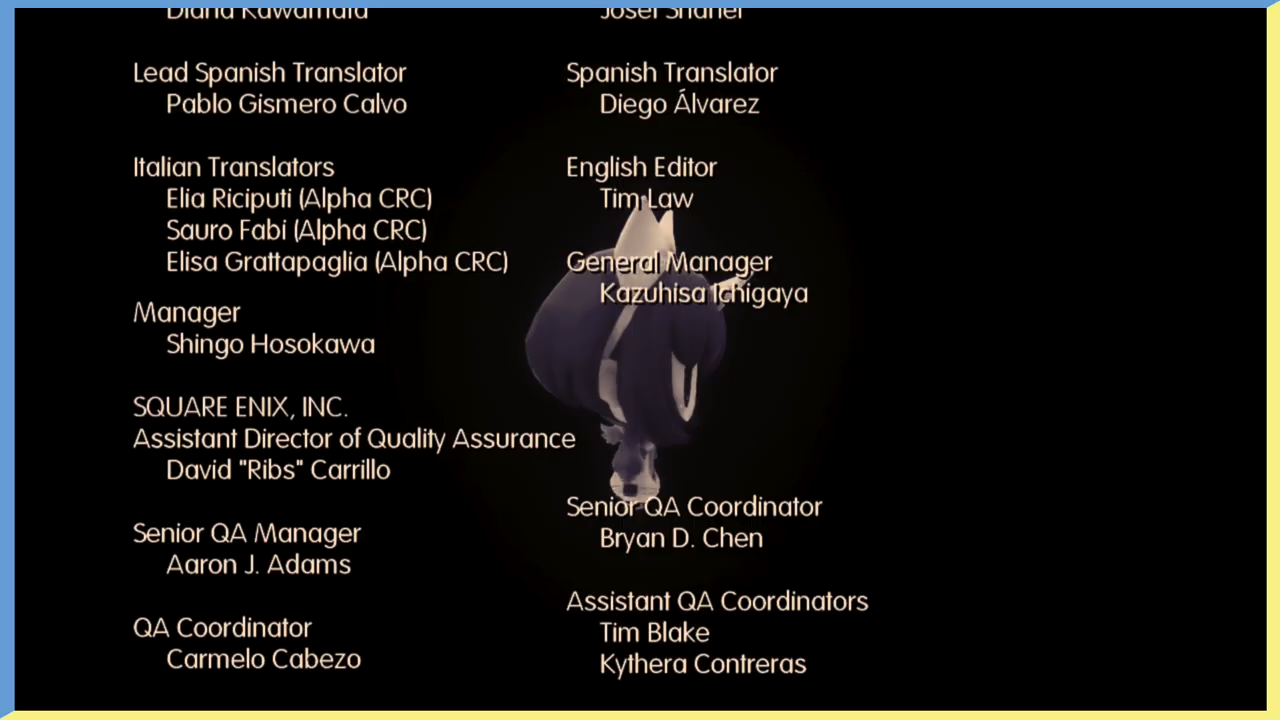 Lead Spanish Translator
Pablo Gismero Calvo
Italian Translators
Elia Riciputi (Alpha CRC)
Sauro Fabi (Alpha CRC)
Elisa Grattapaglia (Alpha CRC)
Manager
Shingo Hosokawa
SQUARE ENIX, INC.
Assistant Director of Quality Assurance
David "Ribs" Carrillo
Senior QA Manager
Aaron J. Adams
QA Coordinator
Carmelo Cabezo
Spanish Translator
Diego Álvarez
English Editor
Tim Law
General Manager
Kazuhisa Ichigaya
Senior QA Coordinator
Bryan D. Chen
Assistant QA Coordinators
Tim Blake
Kythera Contreras